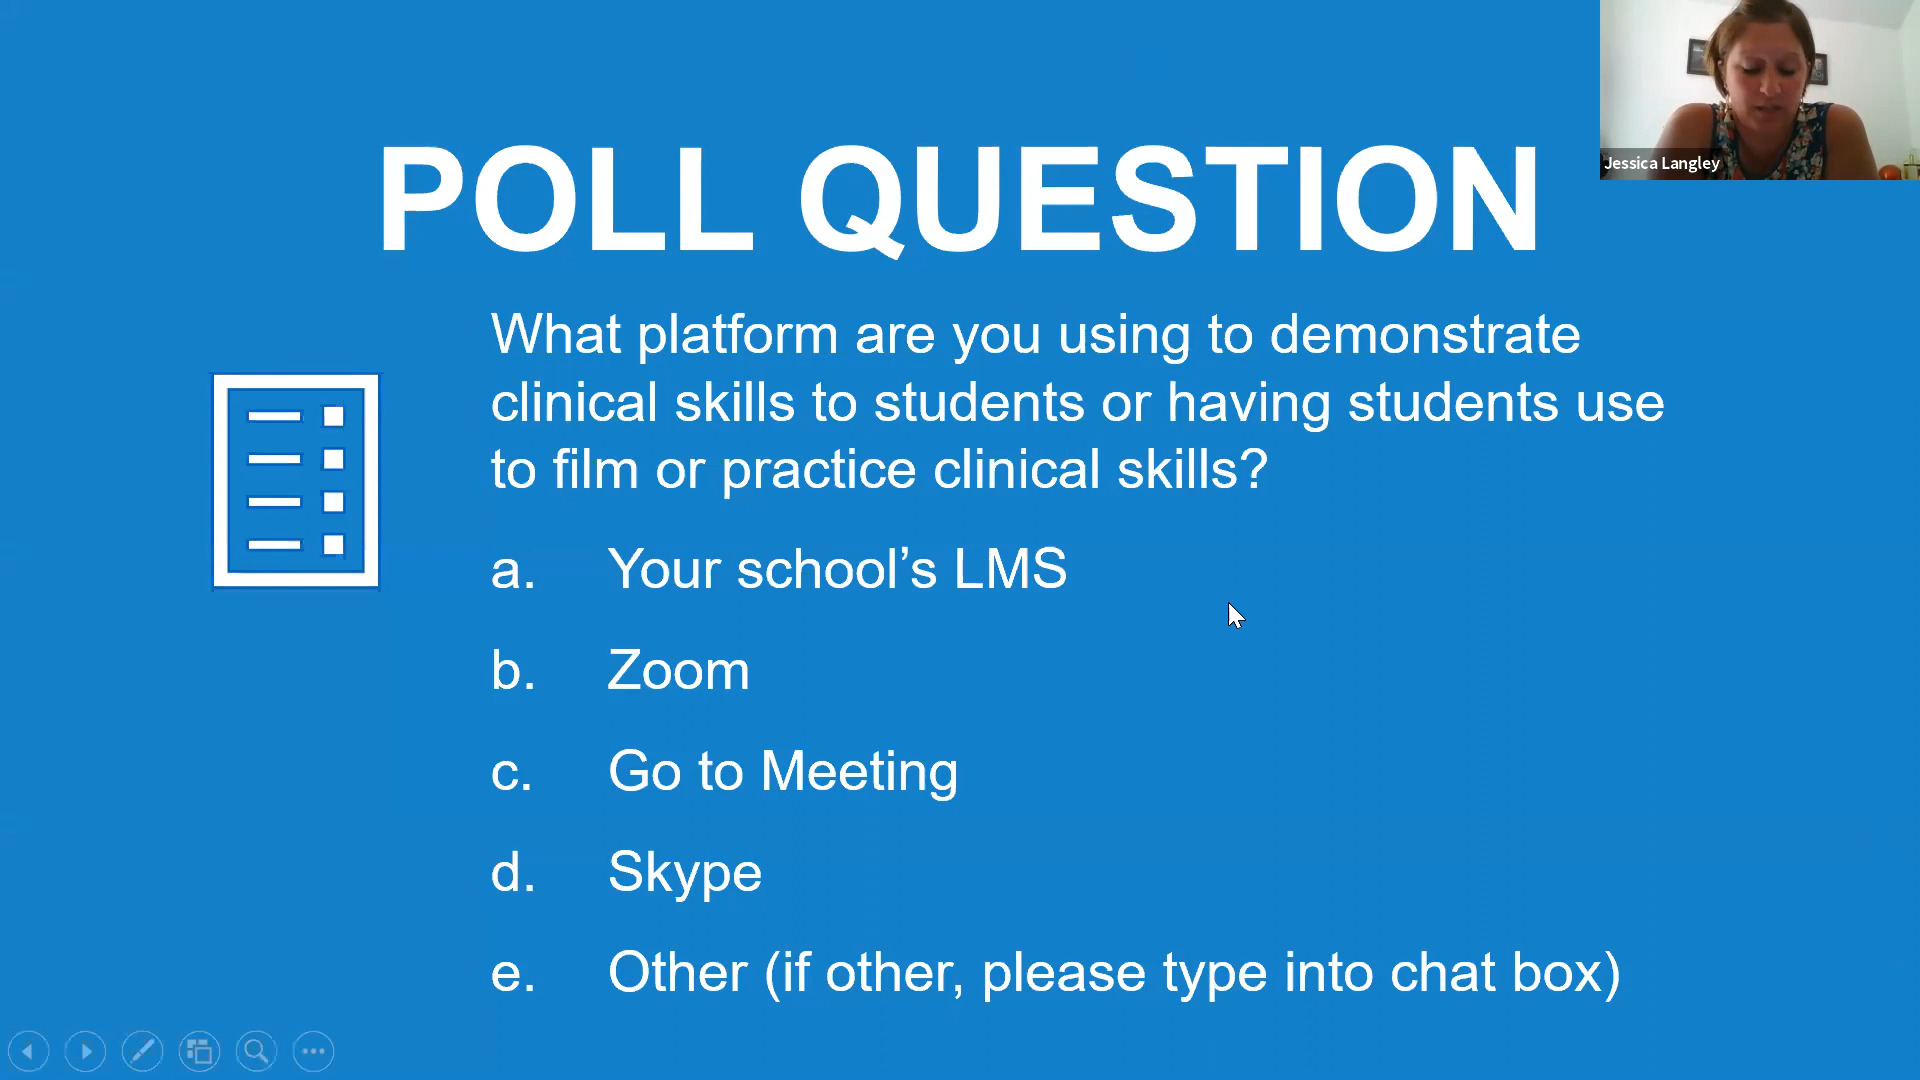 POLL QUESTION
Jessica Langley
What platform are you using to demonstrate
clinical skills to students or having students use
to film or practice clinical skills?
a. Your school’s LMS
b. Zoom
c. Go to Meeting
d. Skype
e. Other (if other, please type into chat box)